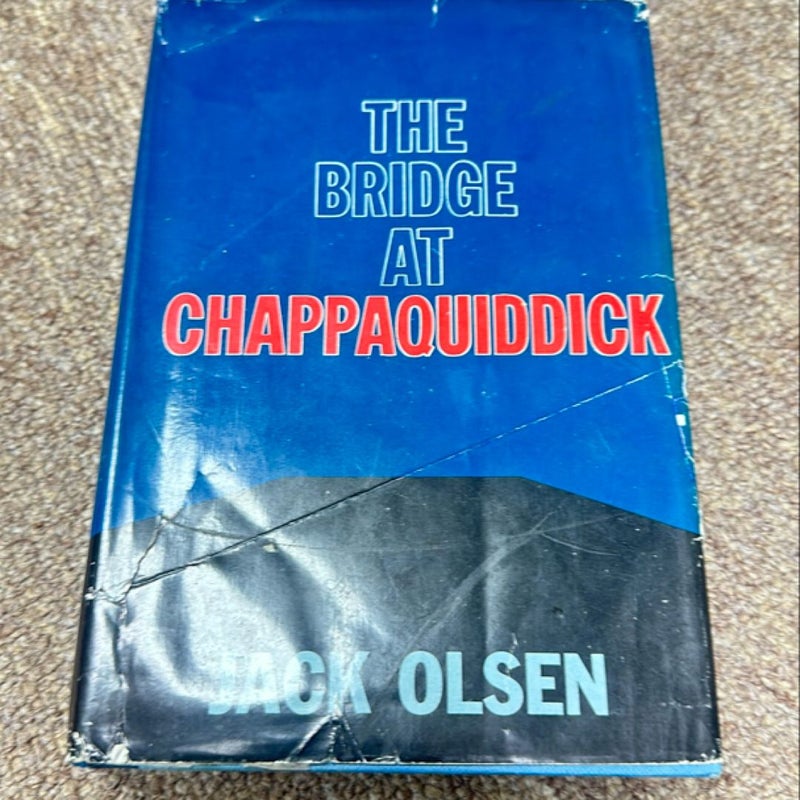 THE
BRIDGE
AT
CHAPPAQUIDDICK
JACK OLSEN